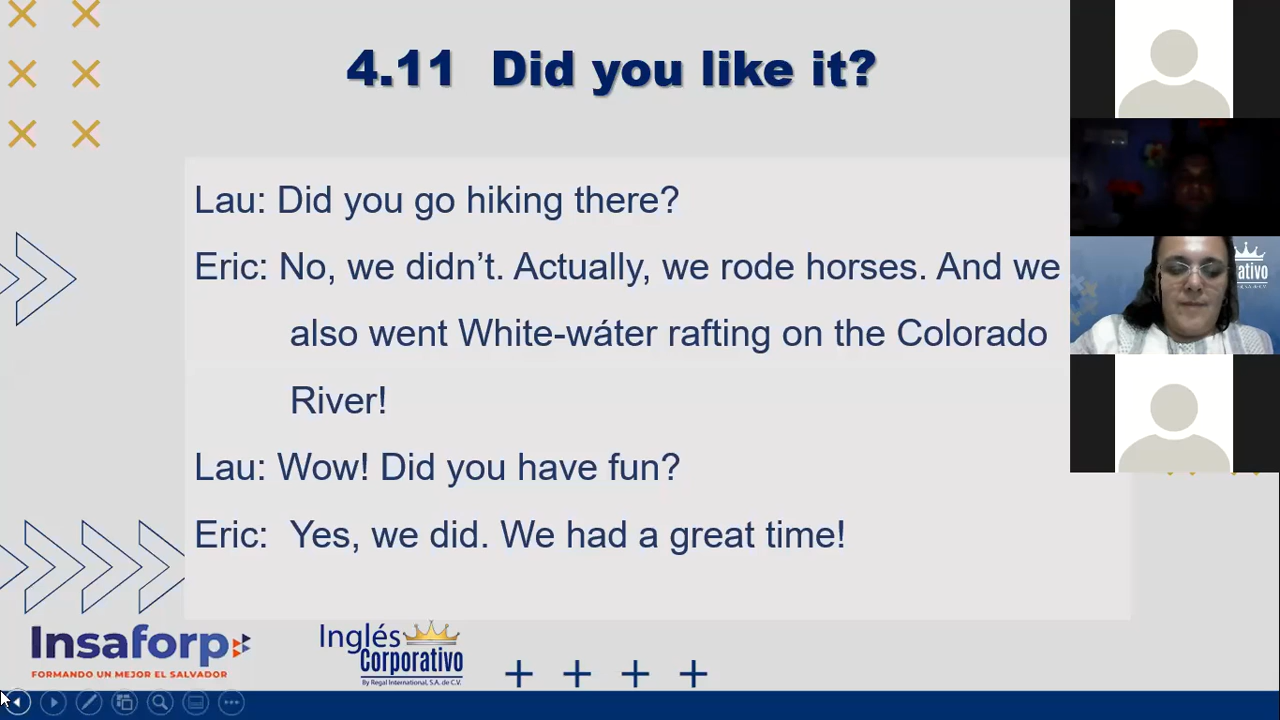 4.11 Did you like it?
Lau: Did you go hiking there?
Eric: No, we didn’t. Actually, we rode horses. And we
also went White-wáter rafting on the Colorado
River!
Lau: Wow! Did you have fun?
Eric: Yes, we did. We had a great time!
Insaforp
FORMANDO UN MEJOR EL SALVADOR
Inglés
Corporativo
By Regal International, S.A. de C.V.